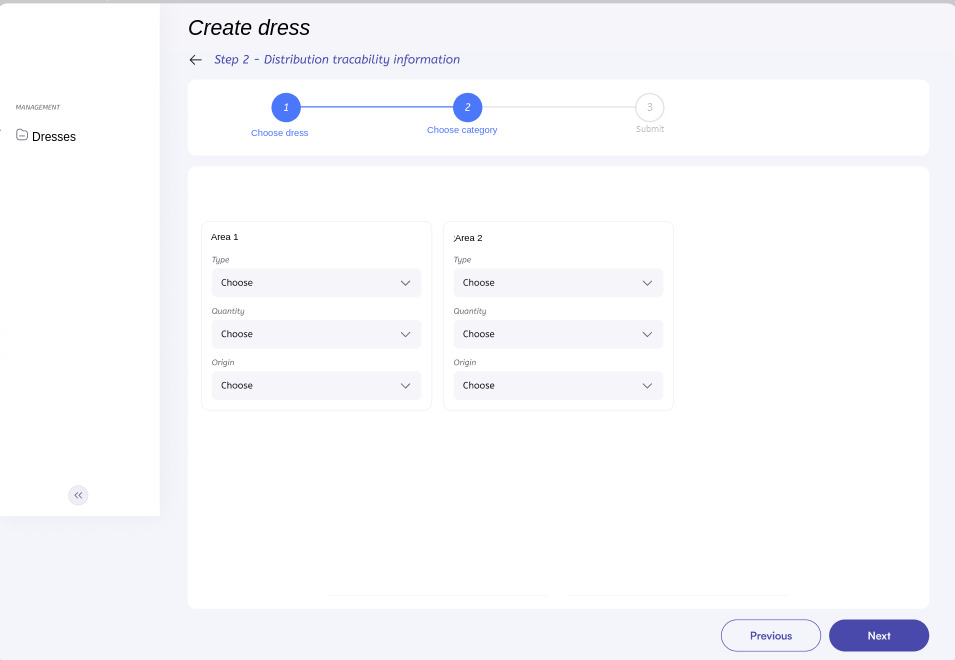 Create dress
Step 2 - Distribution tracability information
MANAGEMENT
Dresses
1
2
3
Choose dress
Choose category
Submit
Area 1
Type
Choose
Quantity
Choose
Origin
Choose
;Area 2
Type
Choose
Quantity
Choose
Origin
Choose
Previous
Next